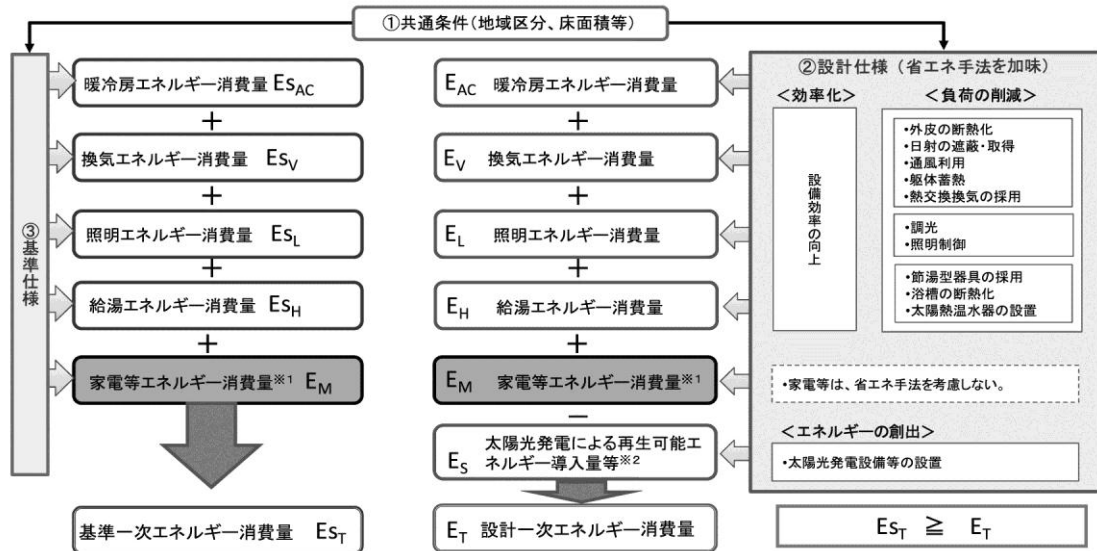 ①共通条件(地域区分、床面積等)
③基準仕様
暖冷房エネルギー消費量 EsAC
+
換気エネルギー消費量 EsV
+
照明エネルギー消費量 EsL
+
給湯エネルギー消費量 EsH
+
家電等エネルギー消費量※1 EM
基準一次エネルギー消費量 EsT
EAC 暖冷房エネルギー消費量
+
EV 換気エネルギー消費量
+
EL 照明エネルギー消費量
+
EH 給湯エネルギー消費量
+
EM 家電等エネルギー消費量※1
−
ES 太陽光発電による再生可能エ
ネルギー導入量等※2
ET 設計一次エネルギー消費量
②設計仕様(省エネ手法を加味)
<効率化>
設備効率の向上
<負荷の削減>
・外皮の断熱化
・日射の遮蔽・取得
・通風利用
・躯体蓄熱
・熱交換換気の採用
・調光
・照明制御
・節湯型器具の採用
・浴槽の断熱化
・太陽熱温水器の設置
・家電等は、省エネ手法を考慮しない。
<エネルギーの創出>
・太陽光発電設備等の設置
EsT ≧ ET